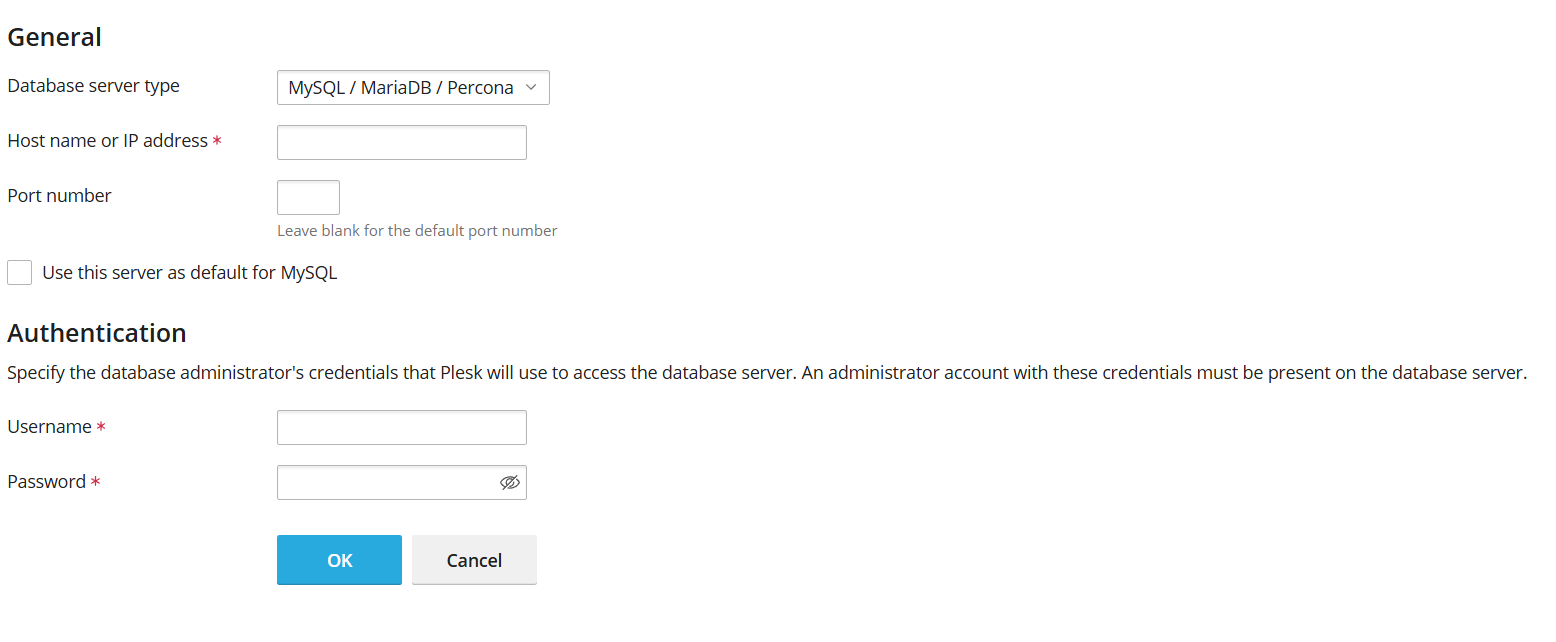 General
Database server type
MySQL / MariaDB / Percona
Host name or IP address *
Port number
Leave blank for the default port number
Use this server as default for MySQL
Authentication
Specify the database administrator's credentials that Plesk will use to access the database server. An administrator account with these credentials must be present on the database server.
Username *
Password *
OK
Cancel